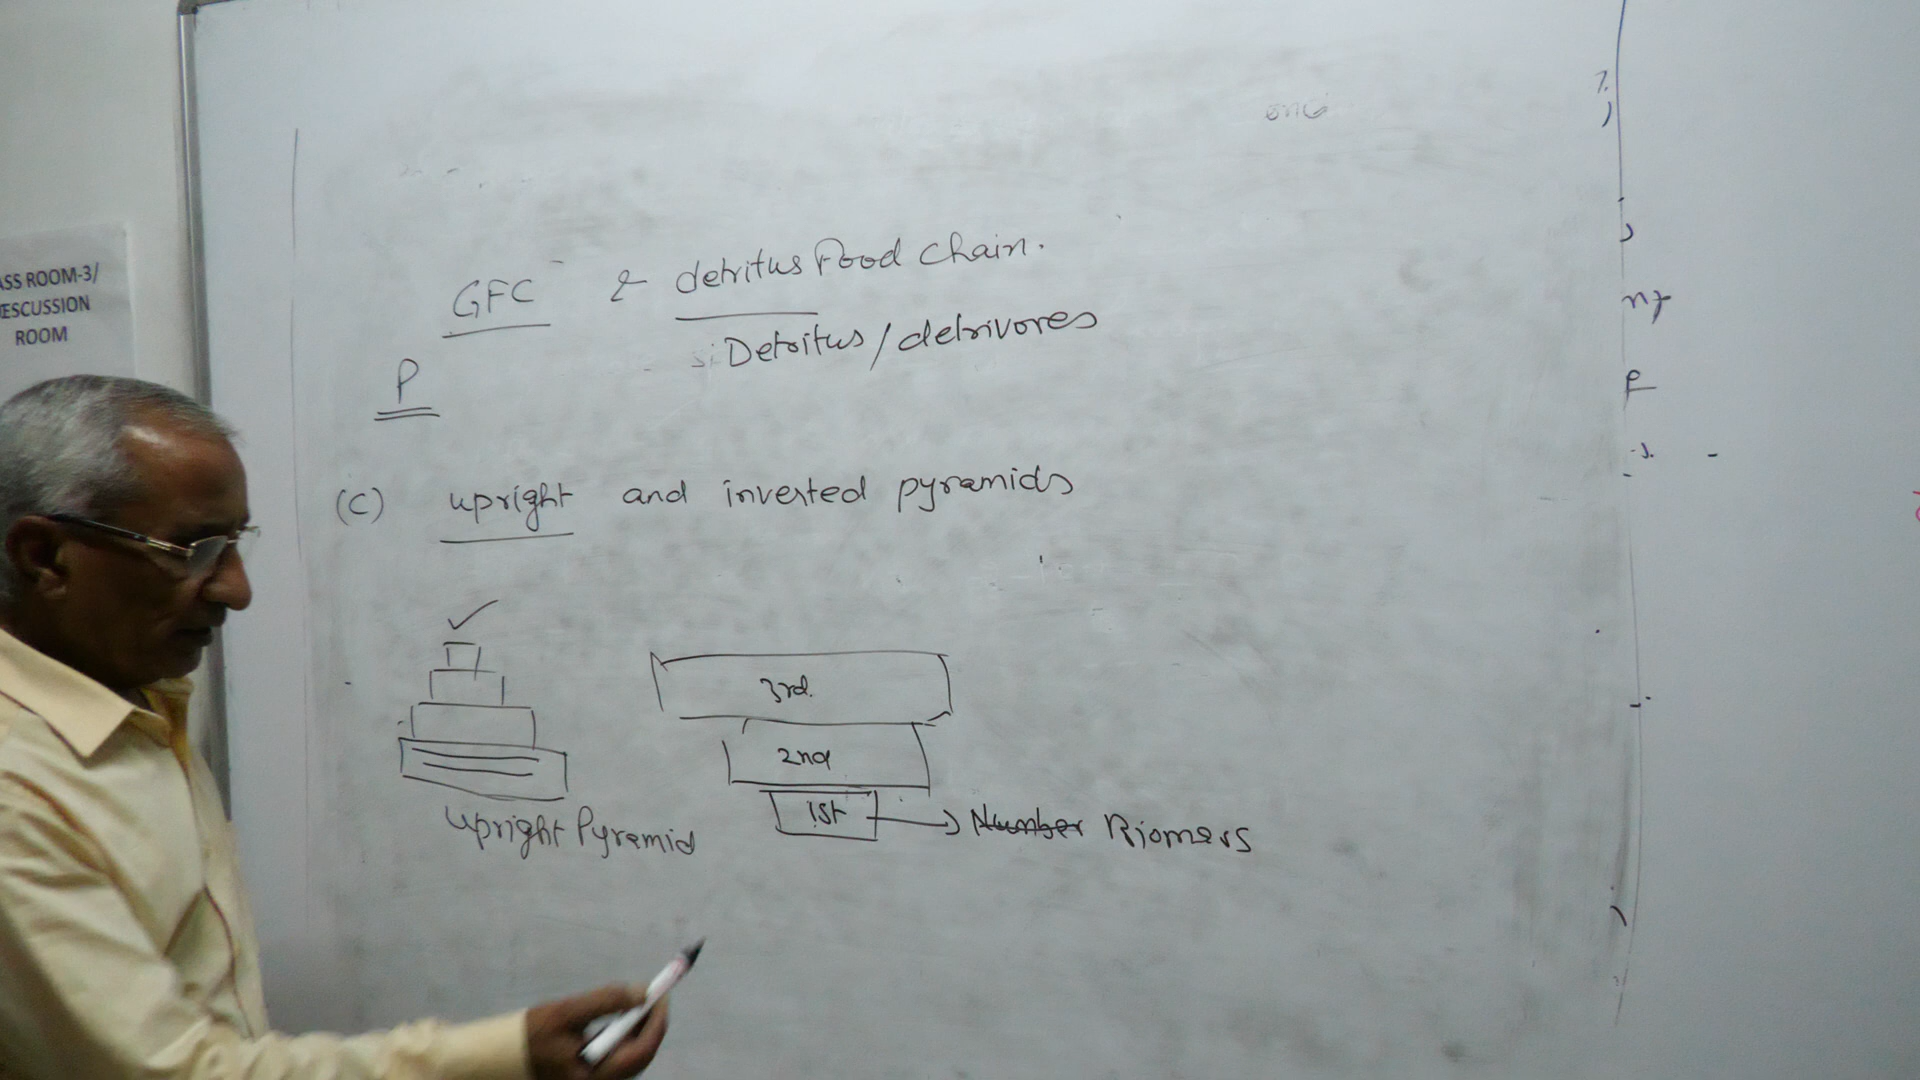 ASS ROOM-3/
ESCUSSION
ROOM
GFC & detritus Food Chain.
Detritus/detrivores
P
(C) upright and inverted pyramids
3rd.
2nd
1st → Number Biomass
upright Pyramid